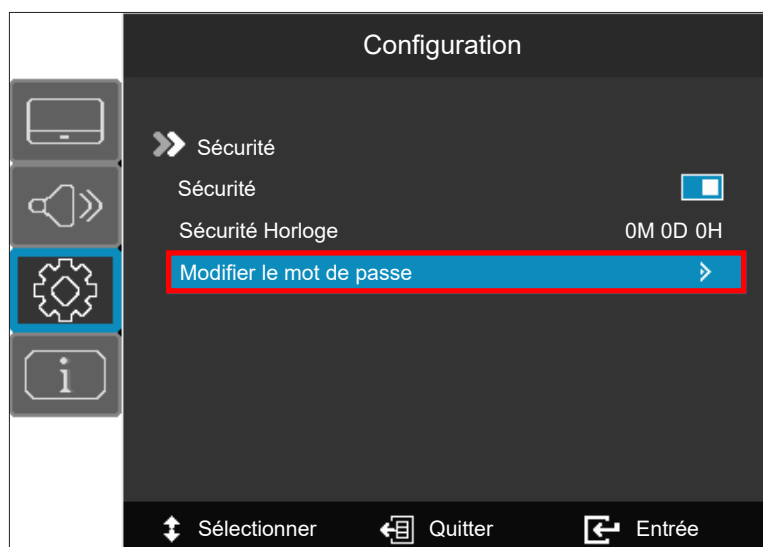 Configuration
Sécurité
Sécurité
Sécurité Horloge 0M 0D 0H
Modifier le mot de passe
i
Sélectionner Quitter Entrée